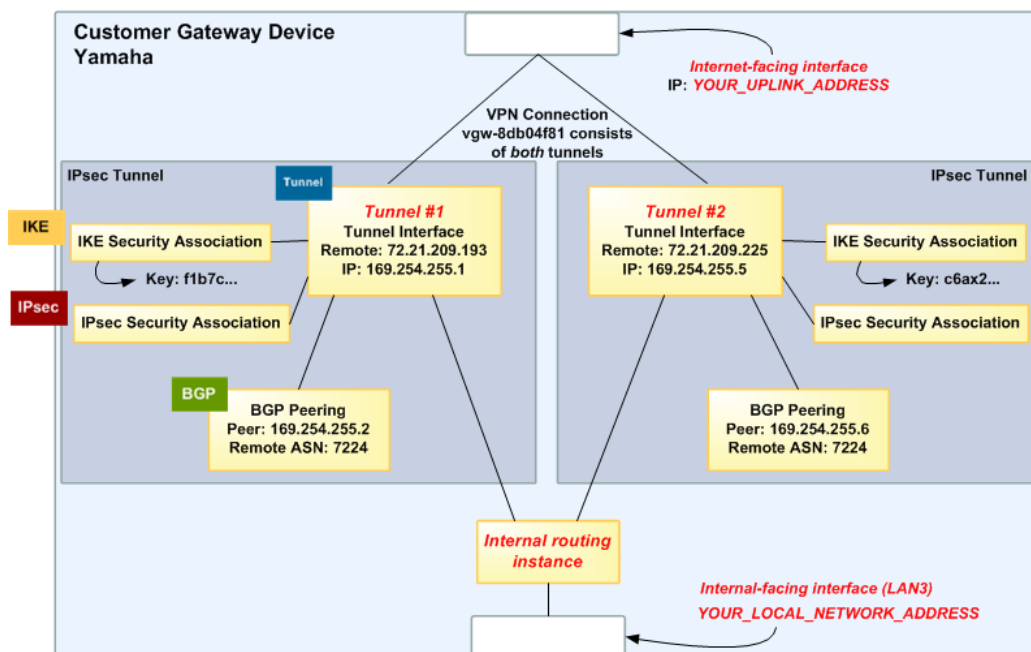 Customer Gateway Device
Yamaha
Internet-facing interface
IP: YOUR_UPLINK_ADDRESS
VPN Connection
vgw-8db04f81 consists
of both tunnels
IPsec Tunnel
Tunnel
IKE
IKE Security Association
Key: f1b7c...
IPsec
IPsec Security Association
Tunnel #1
Tunnel Interface
Remote: 72.21.209.193
IP: 169.254.255.1
BGP
BGP Peering
Peer: 169.254.255.2
Remote ASN: 7224
IPsec Tunnel
Tunnel #2
Tunnel Interface
Remote: 72.21.209.225
IP: 169.254.255.5
IKE Security Association
Key: c6ax2...
IPsec Security Association
BGP Peering
Peer: 169.254.255.6
Remote ASN: 7224
Internal routing
instance
Internal-facing interface (LAN3)
YOUR_LOCAL_NETWORK_ADDRESS